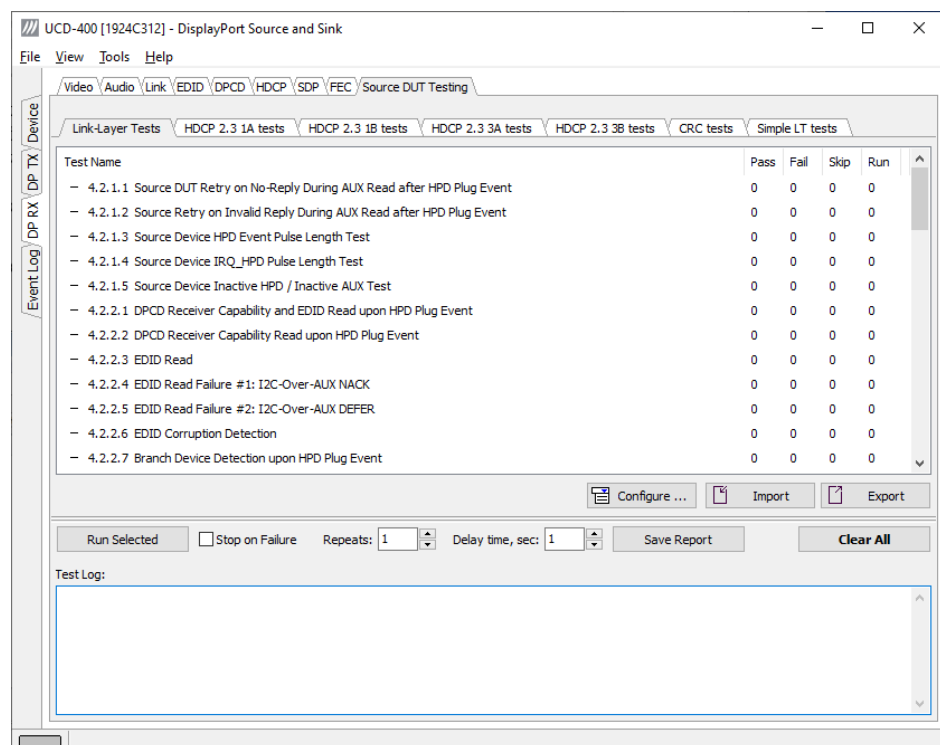 UCD-400 [1924C312] - DisplayPort Source and Sink
File View Tools Help
Video Audio Link EDID DPCD HDCP SDP FEC Source DUT Testing
Device
DP TX
DP RX
Event Log
Link-Layer Tests HDCP 2.3 1A tests HDCP 2.3 1B tests HDCP 2.3 3A tests HDCP 2.3 3B tests CRC tests Simple LT tests
Test Name Pass Fail Skip Run
4.2.1.1 Source DUT Retry on No-Reply During AUX Read after HPD Plug Event 0 0 0 0
4.2.1.2 Source Retry on Invalid Reply During AUX Read after HPD Plug Event 0 0 0 0
4.2.1.3 Source Device HPD Event Pulse Length Test 0 0 0 0
4.2.1.4 Source Device IRQ_HPD Pulse Length Test 0 0 0 0
4.2.1.5 Source Device Inactive HPD / Inactive AUX Test 0 0 0 0
4.2.2.1 DPCD Receiver Capability and EDID Read upon HPD Plug Event 0 0 0 0
4.2.2.2 DPCD Receiver Capability Read upon HPD Plug Event 0 0 0 0
4.2.2.3 EDID Read 0 0 0 0
4.2.2.4 EDID Read Failure #1: I2C-Over-AUX NACK 0 0 0 0
4.2.2.5 EDID Read Failure #2: I2C-Over-AUX DEFER 0 0 0 0
4.2.2.6 EDID Corruption Detection 0 0 0 0
4.2.2.7 Branch Device Detection upon HPD Plug Event 0 0 0 0
Configure ... Import Export
Run Selected Stop on Failure Repeats: 1 Delay time, sec: 1 Save Report Clear All
Test Log: